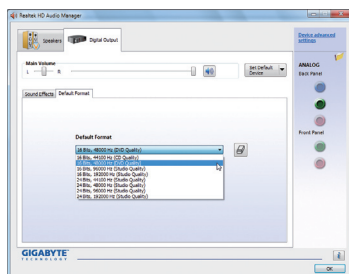 Realtek HD Audio Manager
Speakers
Digital Output
Device advanced
settings
Main Volume
L
R
Set Default
Device
ANALOG
Back Panel
Sound Effects
Default Format
Default Format
16 Bits, 48000 Hz (DVD Quality)
16 Bits, 44100 Hz (CD Quality)
16 Bits, 48000 Hz (DVD Quality)
16 Bits, 96000 Hz (Studio Quality)
16 Bits, 192000 Hz (Studio Quality)
24 Bits, 44100 Hz (Studio Quality)
24 Bits, 48000 Hz (Studio Quality)
24 Bits, 96000 Hz (Studio Quality)
24 Bits, 192000 Hz (Studio Quality)
Front Panel
GIGABYTE
TECHNOLOGY
OK